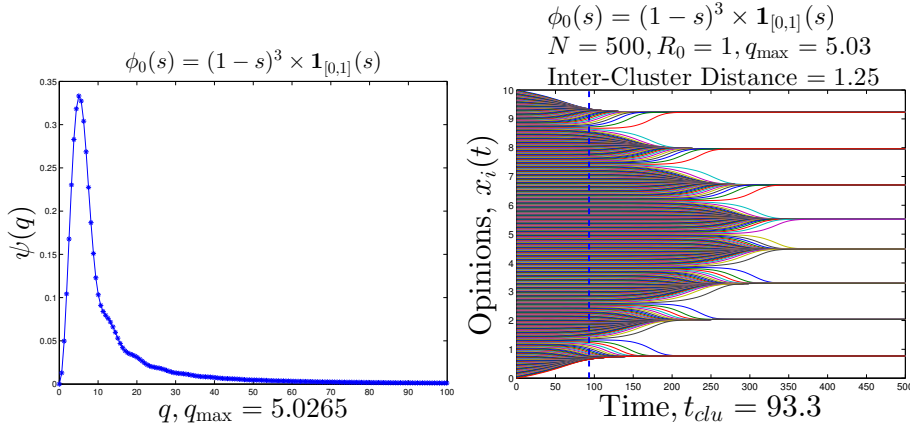 ϕ₀(s) = (1 − s)³ × 𝟏[0,1](s)
0.35
0.3
0.25
0.2
0.15
0.1
0.05
0
ψ(q)
0 10 20 30 40 50 60 70 80 90 100
q, qmax = 5.0265
ϕ₀(s) = (1 − s)³ × 𝟏[0,1](s)
N = 500, R₀ = 1, qmax = 5.03
Inter-Cluster Distance = 1.25
10
9
8
7
6
5
4
3
2
1
0
Opinions, xᵢ(t)
0 50 100 150 200 250 300 350 400 450 500
Time, tclu = 93.3